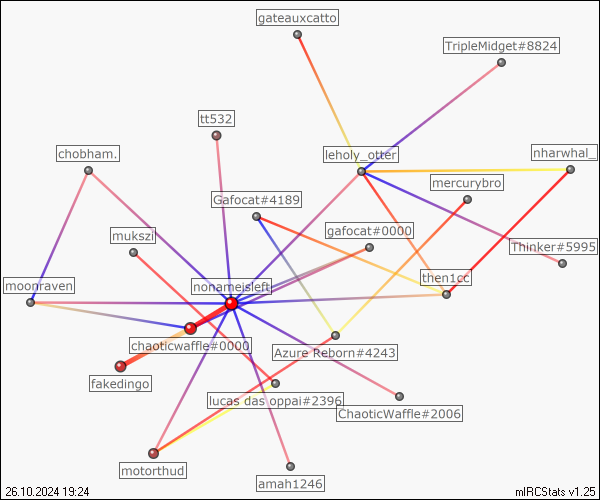 gateauxcatto
TripleMidget#8824
tt532
chobham.
leholy_otter
nharwhal_
mercurybro
Gafocat#4189
mukszi
gafocat#0000
Thinker#5995
moonraven
nonameisleft
then1cc
chaoticwaffle#0000
Azure Reborn#4243
fakedingo
lucas das oppai#2396
ChaoticWaffle#2006
motorthud
amah1246
26.10.2024 19:24
mIRCStats v1.25